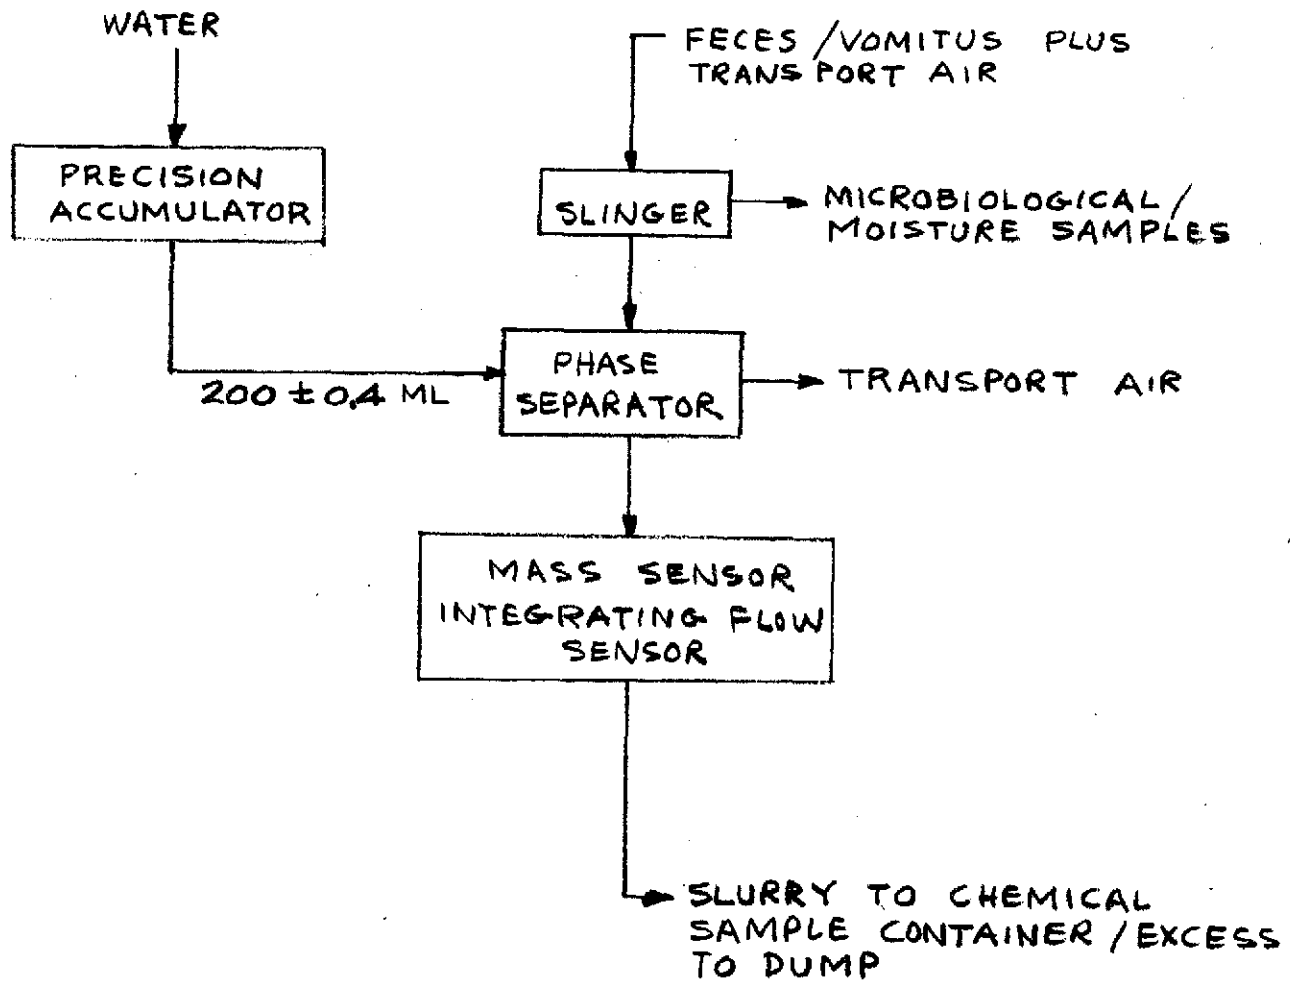 WATER
FECES / VOMITUS PLUS
TRANSPORT AIR
PRECISION
ACCUMULATOR
SLINGER
MICROBIOLOGICAL /
MOISTURE SAMPLES
PHASE
SEPARATOR
200 ± 0.4 ML
TRANSPORT AIR
MASS SENSOR
INTEGRATING FLOW
SENSOR
SLURRY TO CHEMICAL
SAMPLE CONTAINER / EXCESS
TO DUMP